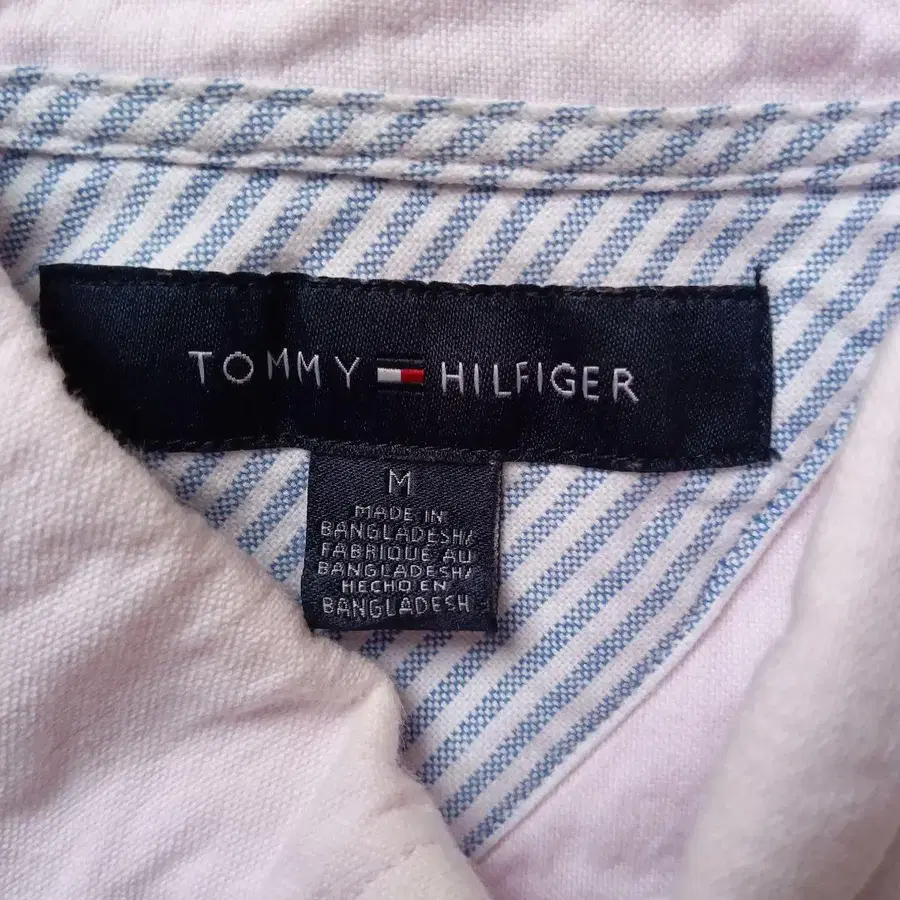 TOMMY HILFIGER
M
MADE IN
BANGLADESH/
FABRIQUÉ AU
BANGLADESH/
HECHO EN
BANGLADESH